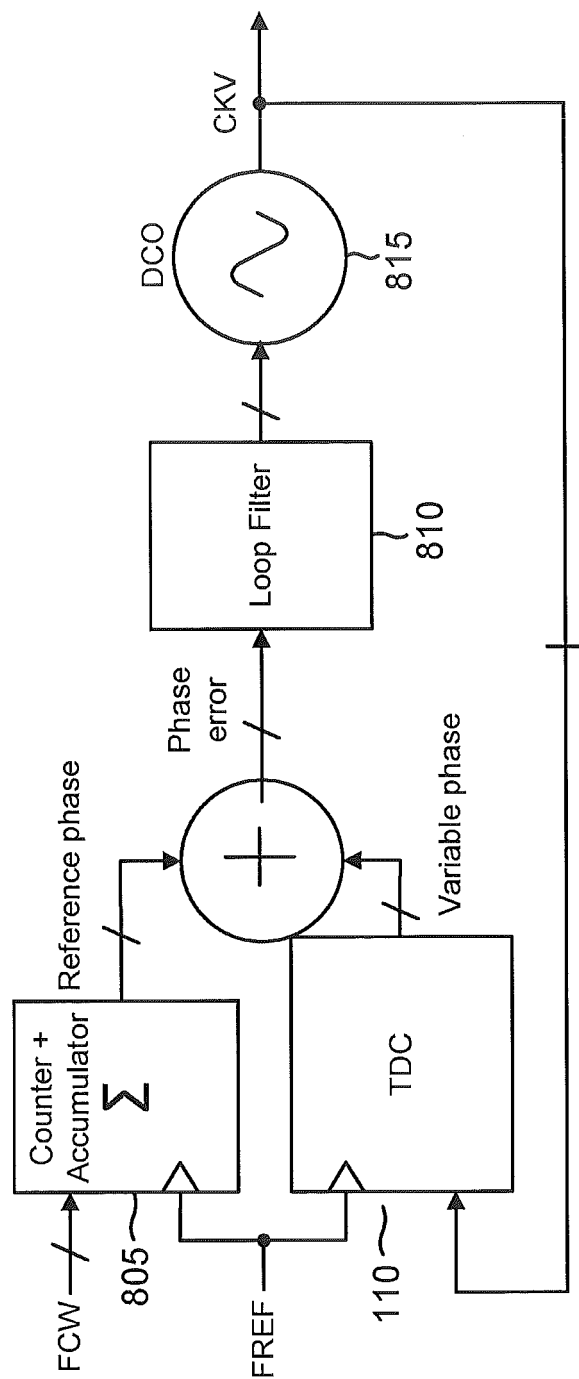 FCW
805
Counter +
Accumulator
Σ
Reference phase
FREF
110
TDC
Variable phase
+
Phase
error
Loop Filter
810
DCO
815
CKV